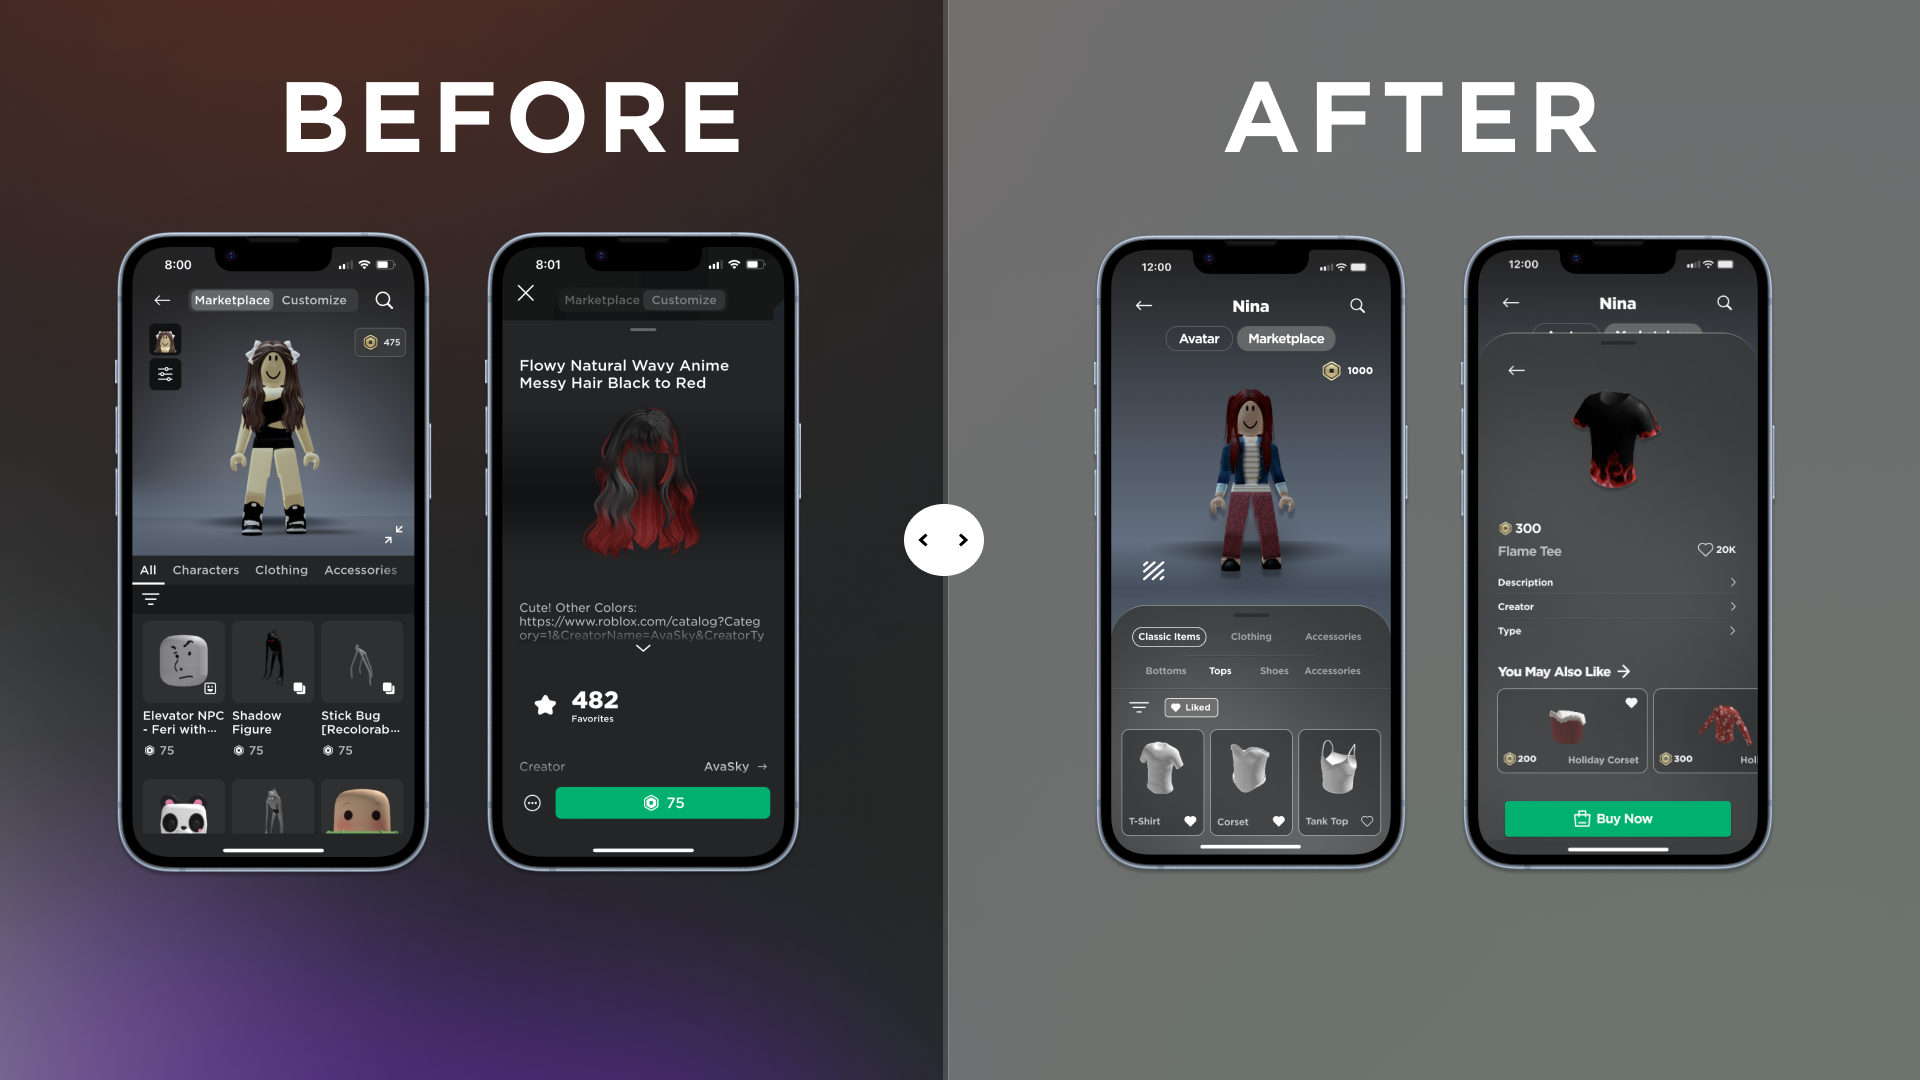 BEFORE
AFTER
8:00
Marketplace Customize
475
All Characters Clothing Accessories
Elevator NPC
- Feri with...
75
Shadow
Figure
75
Stick Bug
[Recolorab...
75
8:01
Marketplace Customize
Flowy Natural Wavy Anime
Messy Hair Black to Red
Cute! Other Colors:
https://www.roblox.com/catalog?Categ
ory=1&CreatorName=AvaSky&CreatorTy
482
Favorites
Creator AvaSky →
75
12:00
Nina
Avatar Marketplace
1000
Classic Items Clothing Accessories
Bottoms Tops Shoes Accessories
Liked
T-Shirt Corset Tank Top
12:00
Nina
300
Flame Tee 20K
Description
Creator
Type
You May Also Like →
200 Holiday Corset
300 Holi
Buy Now